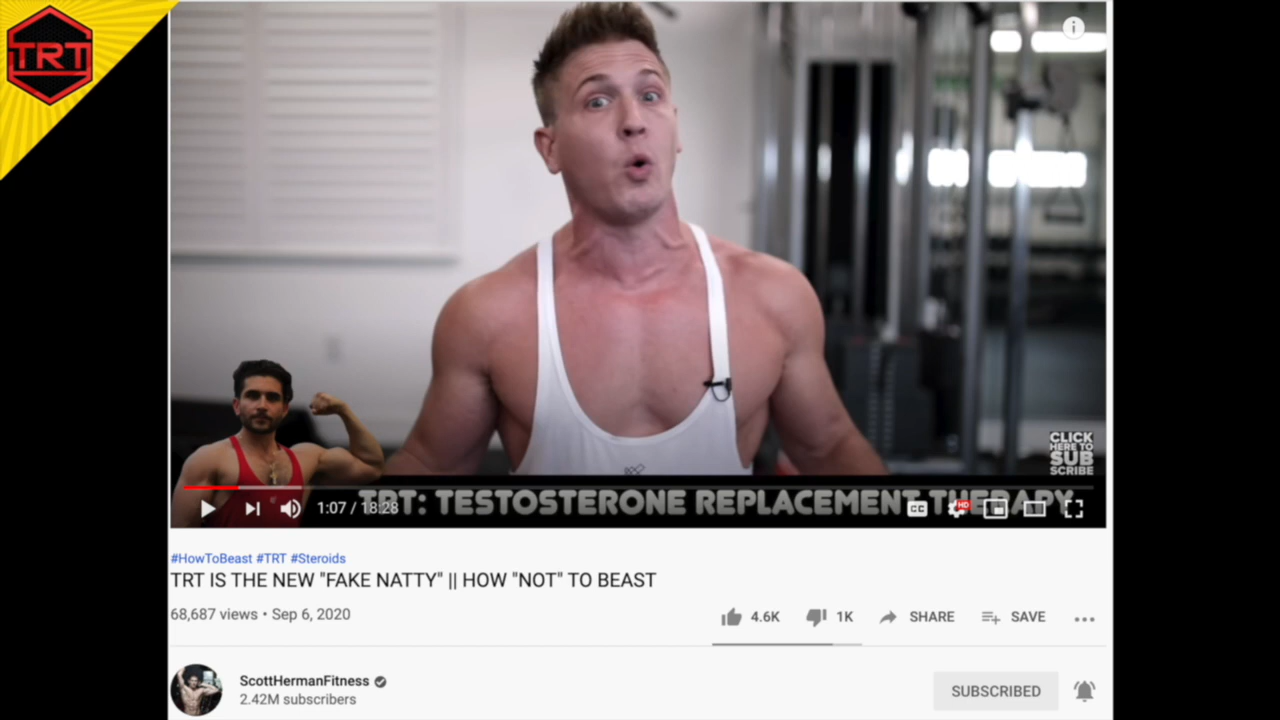 TRT
CLICK
HERE TO
SUB
SCRIBE
TRT: TESTOSTERONE REPLACEMENT THERAPY
1:07 / 18:28
CC
HD
#HowToBeast #TRT #Steroids
TRT IS THE NEW "FAKE NATTY" || HOW "NOT" TO BEAST
68,687 views • Sep 6, 2020
4.6K
1K
SHARE
SAVE
ScottHermanFitness
2.42M subscribers
SUBSCRIBED